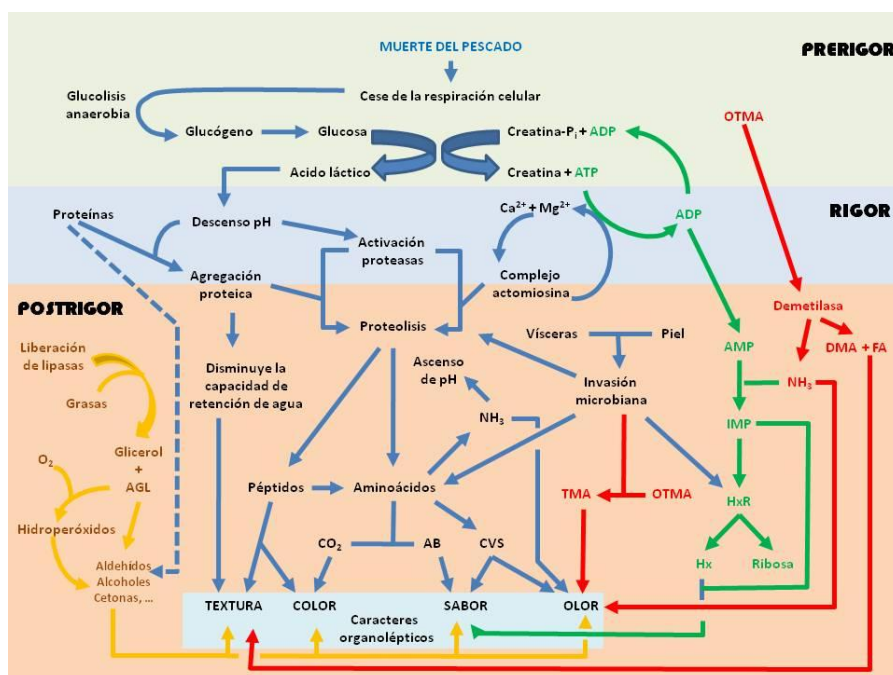 MUERTE DEL PESCADO
PRERIGOR
Glucolisis
anaerobia
Cese de la respiración celular
Glucógeno
Glucosa
Creatina-Pi + ADP
OTMA
Acido láctico
Creatina + ATP
RIGOR
Proteínas
Descenso pH
Ca2+ + Mg2+
ADP
Activación
proteasas
Agregación
proteica
Complejo
actomiosina
POSTRIGOR
Proteolisis
Vísceras
Piel
Demetilasa
Liberación
de lipasas
Grasas
Disminuye la
capacidad de
retención de agua
Ascenso
de pH
Invasión
microbiana
AMP
DMA + FA
NH3
NH3
IMP
O2
Glicerol
+
AGL
Péptidos
Aminoácidos
TMA
OTMA
HxR
Hidroperóxidos
CO2
AB
CVS
Hx
Ribosa
Aldehídos
Alcoholes
Cetonas, ...
TEXTURA
COLOR
SABOR
OLOR
Caracteres
organolépticos